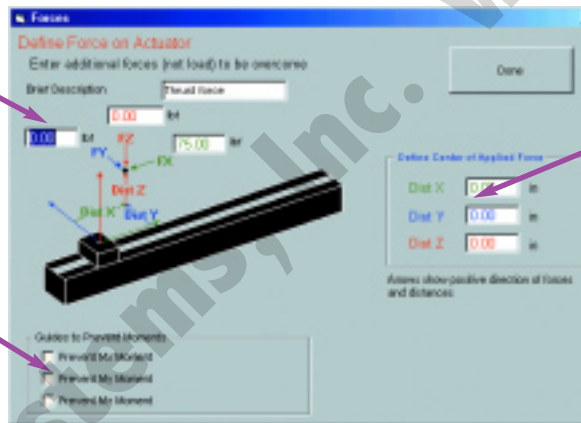 Forces
Define Force on Actuator
Enter additional forces (not load) to be overcome
Done
Brief Description Thrust force
0.00 lbf
0.00 lbf
75.00 lbf
FZ
FY
FX
Dist Z
Dist X
Dist Y
Define Center of Applied Force
Dist X 0.00 in
Dist Y 0.00 in
Dist Z 0.00 in
Arrows show positive direction of forces
and distances
Guides to Prevent Moments
Prevent Mx Moment
Prevent My Moment
Prevent Moment
stems, Inc.